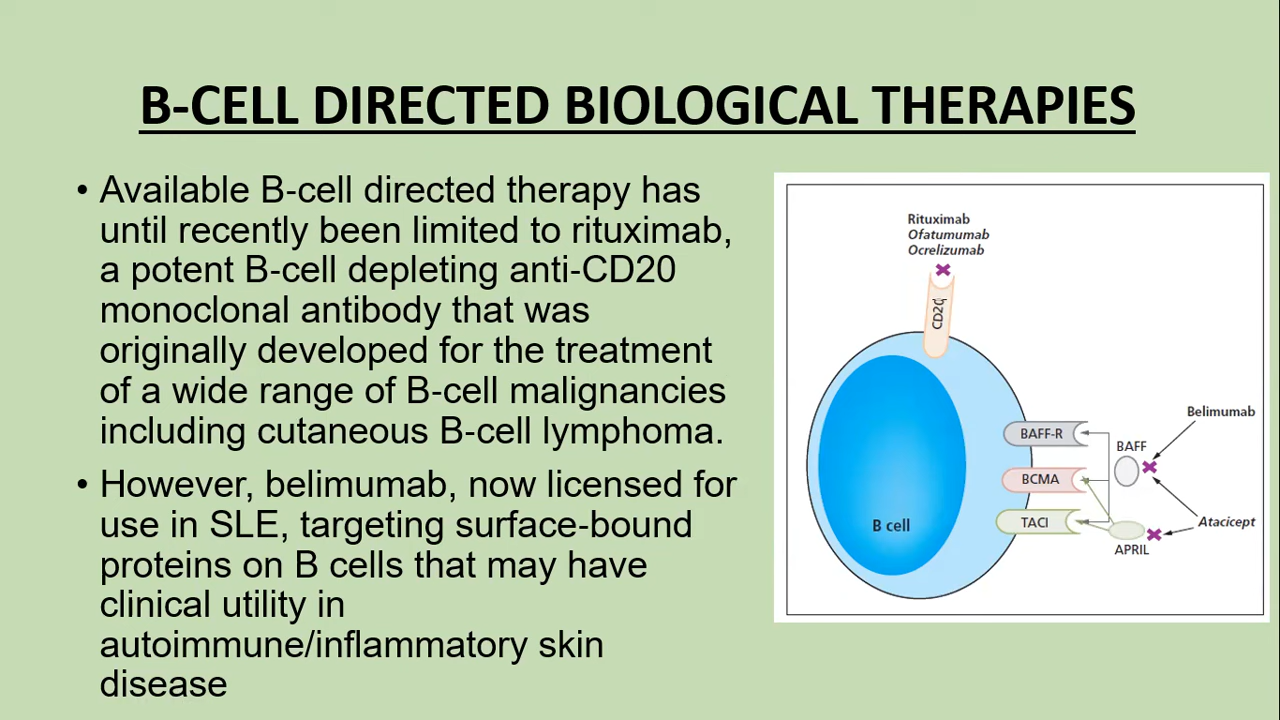 B-CELL DIRECTED BIOLOGICAL THERAPIES
• Available B-cell directed therapy has
until recently been limited to rituximab,
a potent B-cell depleting anti-CD20
monoclonal antibody that was
originally developed for the treatment
of a wide range of B-cell malignancies
including cutaneous B-cell lymphoma.
• However, belimumab, now licensed for
use in SLE, targeting surface-bound
proteins on B cells that may have
clinical utility in
autoimmune/inflammatory skin
disease
Rituximab
Ofatumumab
Ocrelizumab
CD20
Belimumab
BAFF-R
BAFF
BCMA
TACI
Atacicept
B cell
APRIL